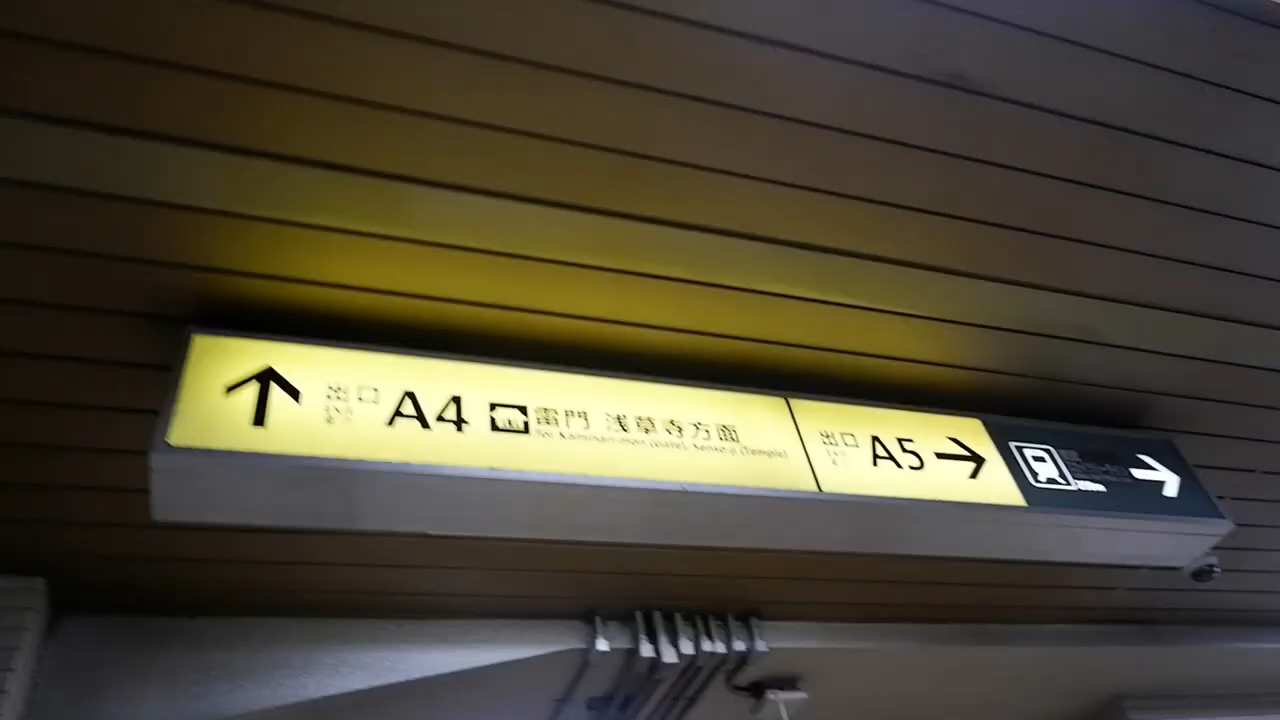 出口
A4
雷門 浅草寺方面
for Kaminari-mon (Gate), Senso-ji (Temple)
出口
A5